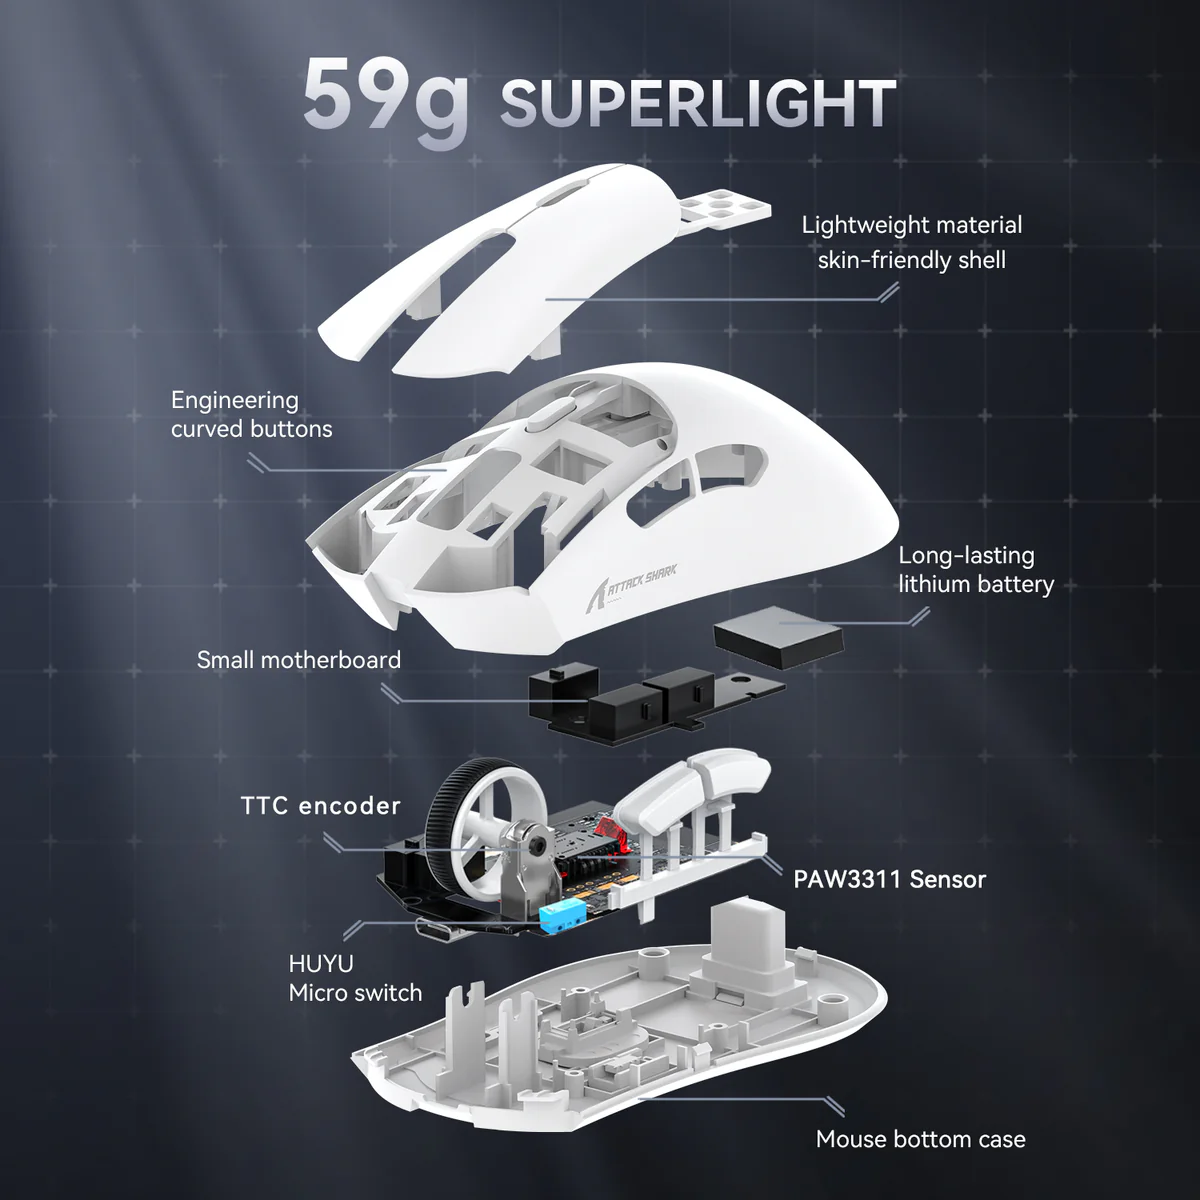 59g SUPERLIGHT
Lightweight material
skin-friendly shell
Engineering
curved buttons
ATTACK SHARK
Long-lasting
lithium battery
Small motherboard
TTC encoder
PAW3311 Sensor
HUYU
Micro switch
Mouse bottom case